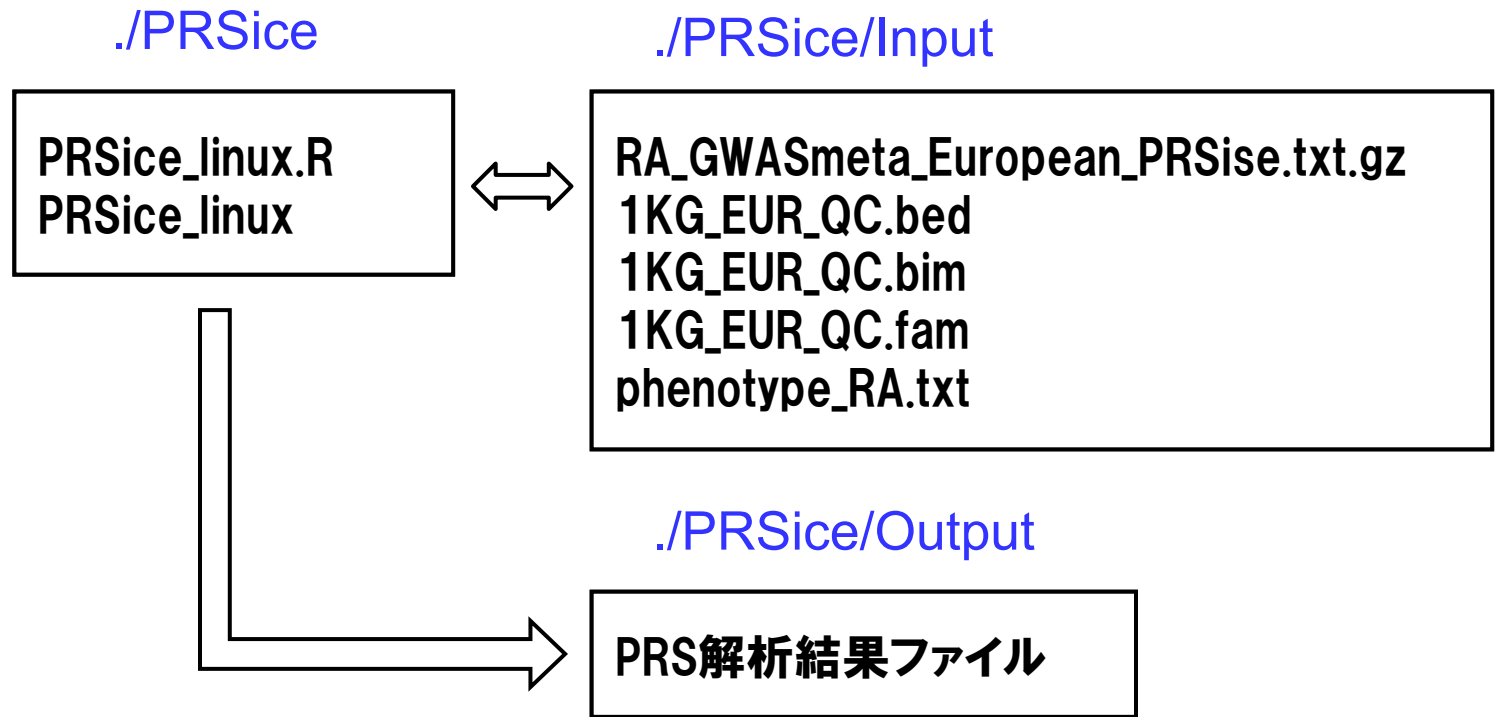 ./PRSice
PRSice_linux.R
PRSice_linux
./PRSice/Input
RA_GWASmeta_European_PRSise.txt.gz
1KG_EUR_QC.bed
1KG_EUR_QC.bim
1KG_EUR_QC.fam
phenotype_RA.txt
./PRSice/Output
PRS解析結果ファイル